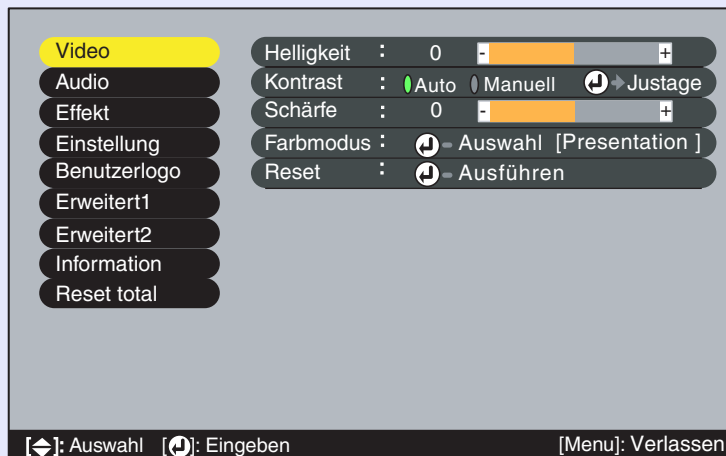 Video
Audio
Effekt
Einstellung
Benutzerlogo
Erweitert1
Erweitert2
Information
Reset total
Helligkeit : 0 - +
Kontrast : Auto Manuell Justage
Schärfe : 0 - +
Farbmodus : Auswahl [Presentation ]
Reset : Ausführen
[ ]: Auswahl [ ]: Eingeben [Menu]: Verlassen